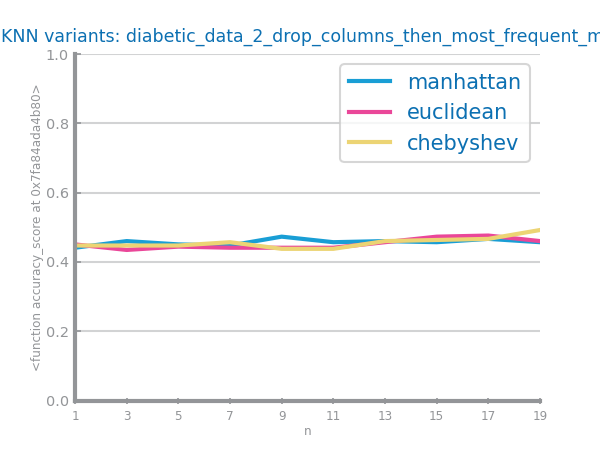 KNN variants: diabetic_data_2_drop_columns_then_most_frequent_m
1.0
0.8
0.6
0.4
0.2
0.0
<function accuracy_score at 0x7fa84ada4b80>
manhattan
euclidean
chebyshev
1 3 5 7 9 11 13 15 17 19
n